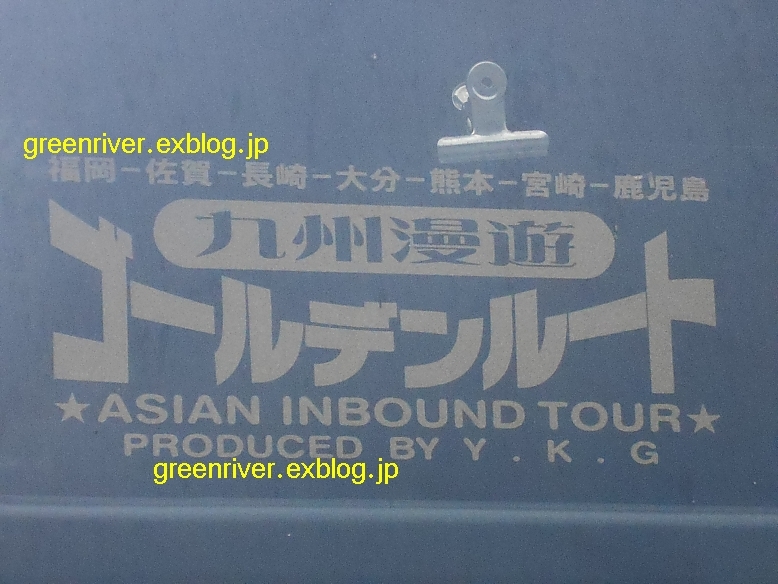 greenriver.exblog.jp
福岡－佐賀－長崎－大分－熊本－宮崎－鹿児島
九州漫遊
ゴールデンルート
★ASIAN INBOUND TOUR★
PRODUCED BY Y．K．G
greenriver.exblog.jp